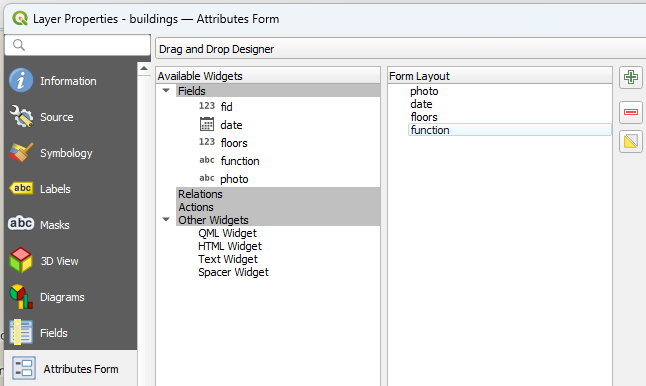 Layer Properties - buildings — Attributes Form
Drag and Drop Designer
Information
Source
Symbology
abc Labels
abc Masks
3D View
Diagrams
Fields
Attributes Form
Available Widgets
Fields
123 fid
date
123 floors
abc function
abc photo
Relations
Actions
Other Widgets
QML Widget
HTML Widget
Text Widget
Spacer Widget
Form Layout
photo
date
floors
function